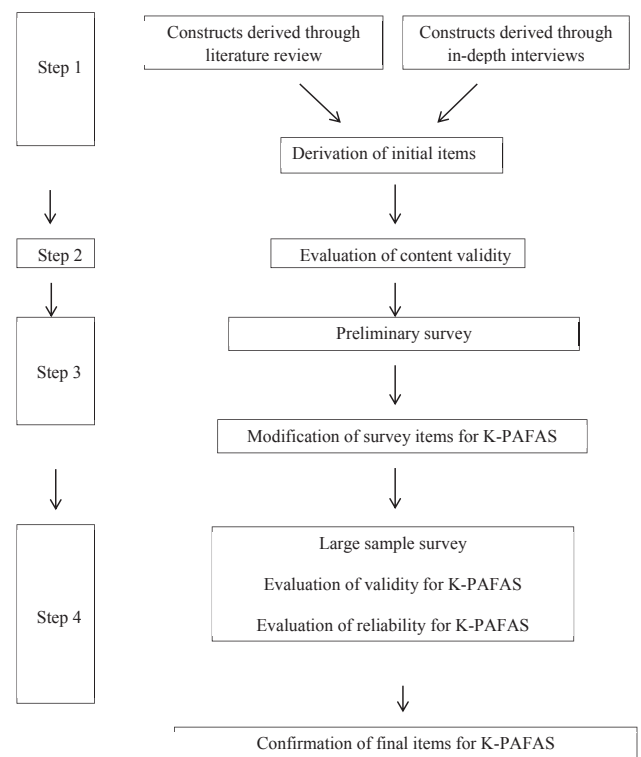 Step 1
Constructs derived through
literature review
Constructs derived through
in-depth interviews
Derivation of initial items
Step 2
Evaluation of content validity
Step 3
Preliminary survey
Modification of survey items for K-PAFAS
Step 4
Large sample survey
Evaluation of validity for K-PAFAS
Evaluation of reliability for K-PAFAS
Confirmation of final items for K-PAFAS